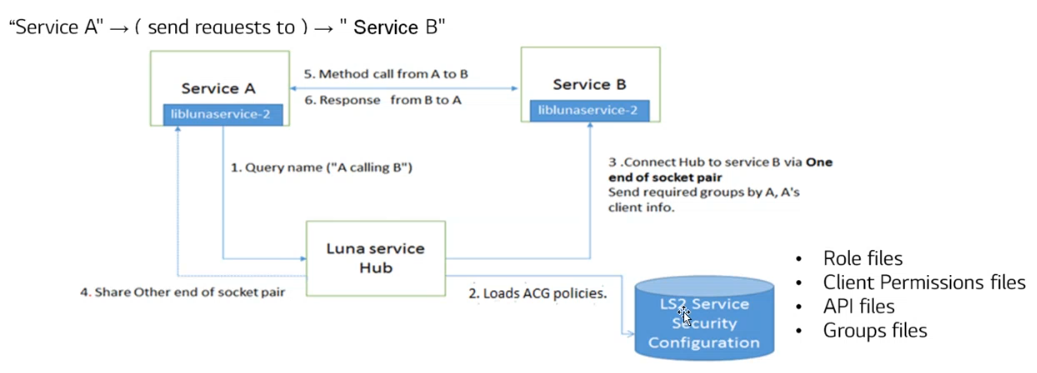 “Service A" → ( send requests to ) → " Service B"
Service A
liblunaservice-2
5. Method call from A to B
6. Response from B to A
Service B
liblunaservice-2
1. Query name ("A calling B")
3 .Connect Hub to service B via One
end of socket pair
Send required groups by A, A's
client info.
Luna service
Hub
4. Share Other end of socket pair
2. Loads ACG policies.
LS2 Service
Security
Configuration
• Role files
• Client Permissions files
• API files
• Groups files